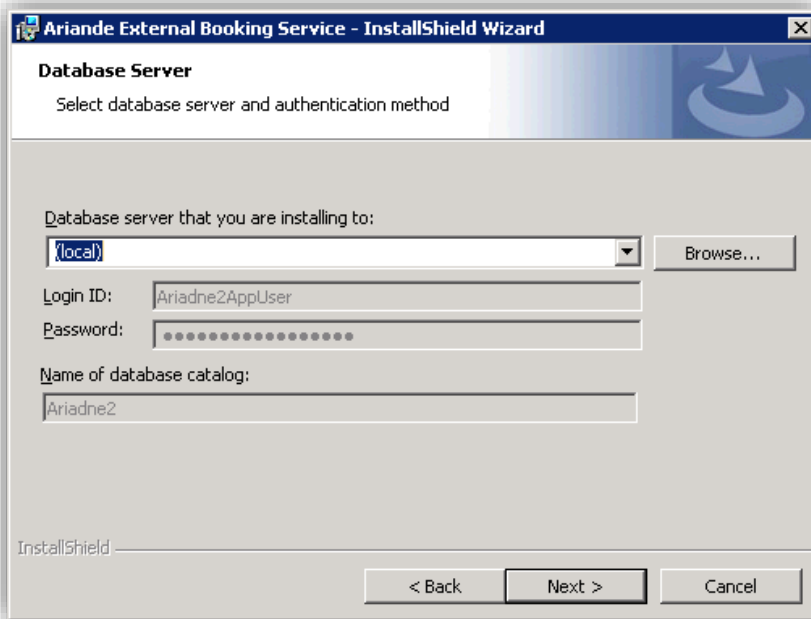 Ariande External Booking Service - InstallShield Wizard
Database Server
Select database server and authentication method
Database server that you are installing to:
(local)
Browse...
Login ID:
Ariadne2AppUser
Password:
●●●●●●●●●●●●●●●●●
Name of database catalog:
Ariadne2
InstallShield
< Back
Next >
Cancel